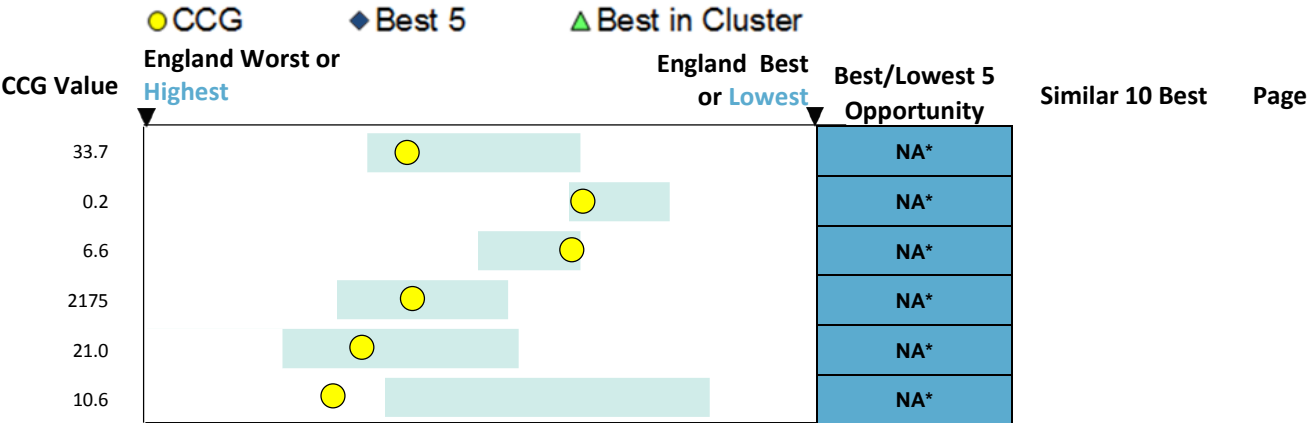 CCG Best 5 Best in Cluster
CCG Value
England Worst or
Highest
England Best
or Lowest
Best/Lowest 5
Opportunity
Similar 10 Best
Page
33.7 NA*
0.2 NA*
6.6 NA*
2175 NA*
21.0 NA*
10.6 NA*